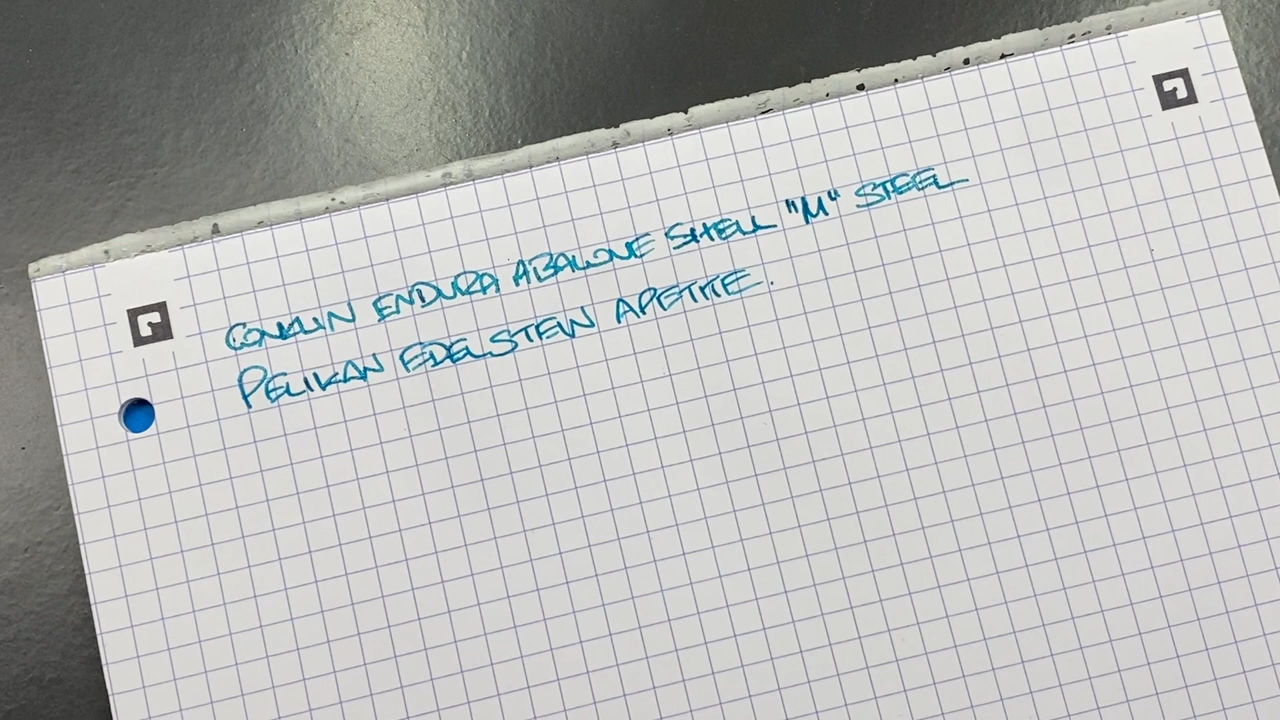 CONKLIN ENDURA ABALONE SHELL "M" STEEL
PELIKAN EDELSTEIN APETITE.